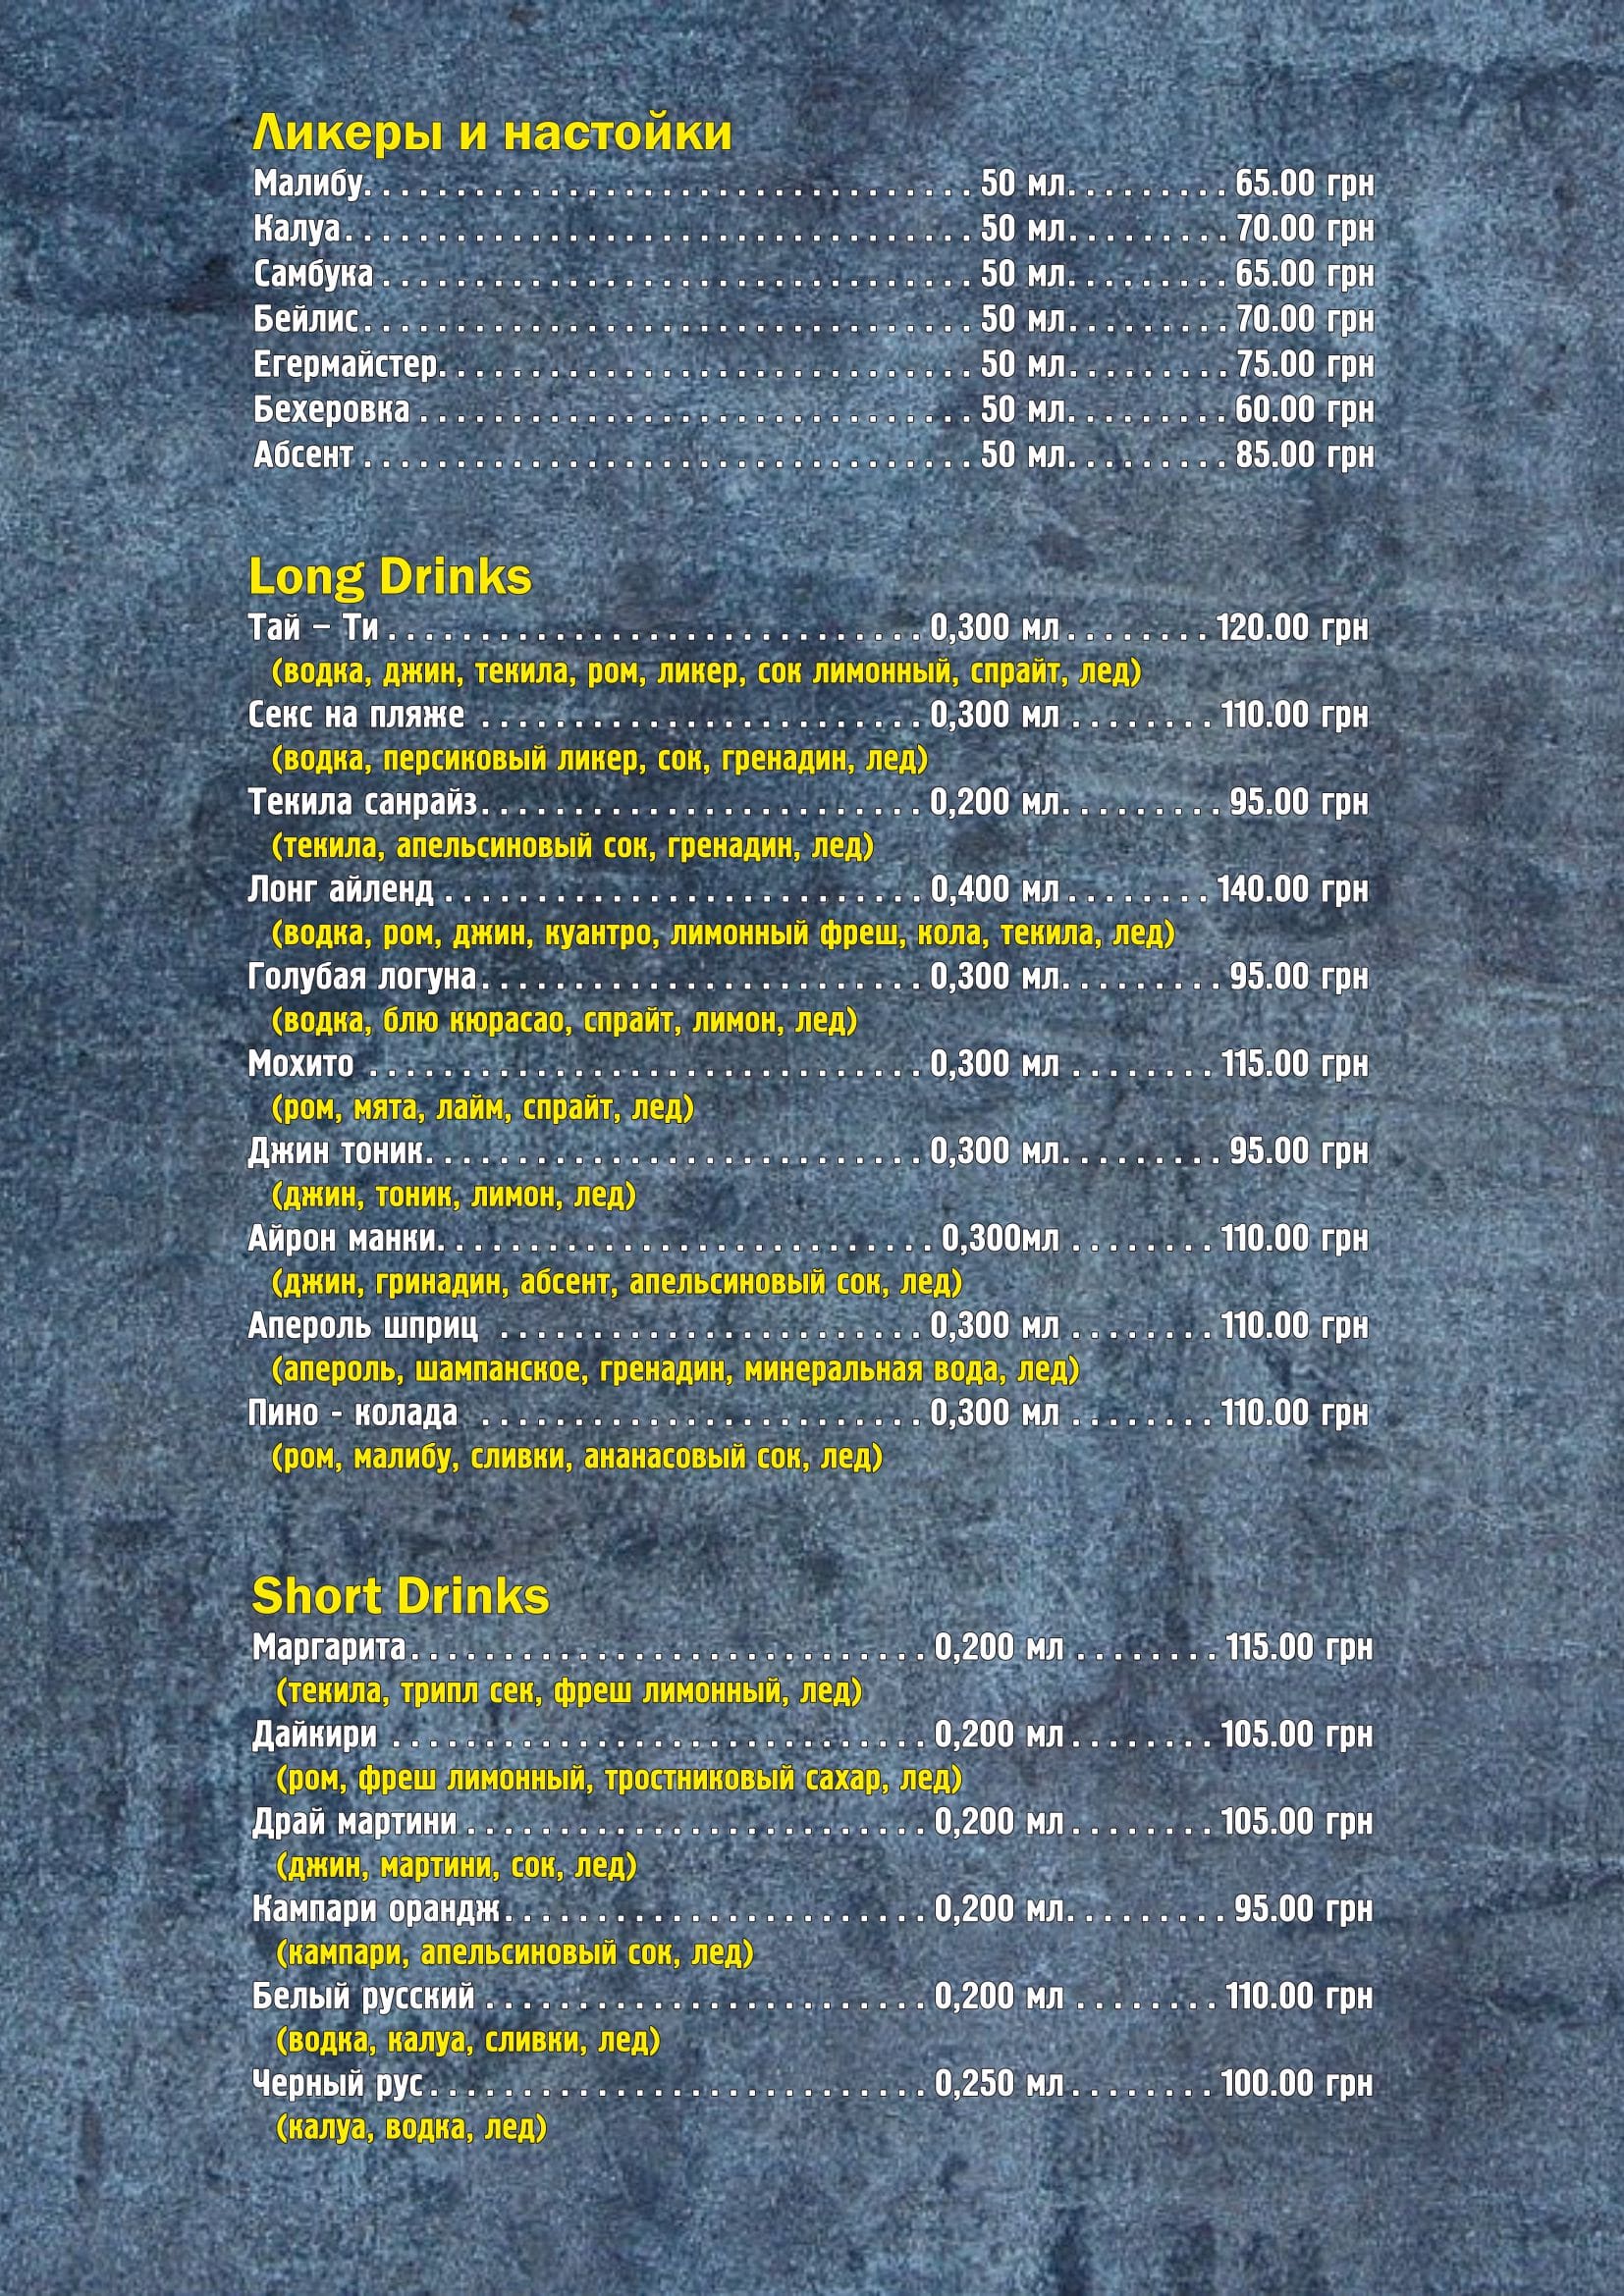 Ликеры и настойки
Малибу. . . . . . . . . . . . . . . . . . . . . . . . . . . . . . . . . 50 мл. . . . . . . . . 65.00 грн
Калуа. . . . . . . . . . . . . . . . . . . . . . . . . . . . . . . . . . 50 мл. . . . . . . . . 70.00 грн
Самбука . . . . . . . . . . . . . . . . . . . . . . . . . . . . . . . . 50 мл. . . . . . . . . 65.00 грн
Бейлис. . . . . . . . . . . . . . . . . . . . . . . . . . . . . . . . . 50 мл. . . . . . . . . 70.00 грн
Егермайстер. . . . . . . . . . . . . . . . . . . . . . . . . . . . . 50 мл. . . . . . . . . 75.00 грн
Бехеровка . . . . . . . . . . . . . . . . . . . . . . . . . . . . . . 50 мл. . . . . . . . . 60.00 грн
Абсент . . . . . . . . . . . . . . . . . . . . . . . . . . . . . . . . . 50 мл. . . . . . . . . 85.00 грн
Long Drinks
Тай – Ти . . . . . . . . . . . . . . . . . . . . . . . . . . . . . 0,300 мл . . . . . . . . 120.00 грн
(водка, джин, текила, ром, ликер, сок лимонный, спрайт, лед)
Секс на пляже . . . . . . . . . . . . . . . . . . . . . . . . 0,300 мл . . . . . . . . 110.00 грн
(водка, персиковый ликер, сок, гренадин, лед)
Текила санрайз. . . . . . . . . . . . . . . . . . . . . . . . 0,200 мл. . . . . . . . . 95.00 грн
(текила, апельсиновый сок, гренадин, лед)
Лонг айленд . . . . . . . . . . . . . . . . . . . . . . . . . . 0,400 мл . . . . . . . . 140.00 грн
(водка, ром, джин, куантро, лимонный фреш, кола, текила, лед)
Голубая логуна. . . . . . . . . . . . . . . . . . . . . . . . 0,300 мл. . . . . . . . . 95.00 грн
(водка, блю кюрасао, спрайт, лимон, лед)
Мохито . . . . . . . . . . . . . . . . . . . . . . . . . . . . . . 0,300 мл . . . . . . . . 115.00 грн
(ром, мята, лайм, спрайт, лед)
Джин тоник. . . . . . . . . . . . . . . . . . . . . . . . . . . 0,300 мл. . . . . . . . . 95.00 грн
(джин, тоник, лимон, лед)
Айрон манки. . . . . . . . . . . . . . . . . . . . . . . . . . . 0,300мл . . . . . . . . 110.00 грн
(джин, гринадин, абсент, апельсиновый сок, лед)
Апероль шприц . . . . . . . . . . . . . . . . . . . . . . . 0,300 мл . . . . . . . . 110.00 грн
(апероль, шампанское, гренадин, минеральная вода, лед)
Пино - колада . . . . . . . . . . . . . . . . . . . . . . . . 0,300 мл . . . . . . . . 110.00 грн
(ром, малибу, сливки, ананасовый сок, лед)
Short Drinks
Маргарита. . . . . . . . . . . . . . . . . . . . . . . . . . . . 0,200 мл . . . . . . . . 115.00 грн
(текила, трипл сек, фреш лимонный, лед)
Дайкири . . . . . . . . . . . . . . . . . . . . . . . . . . . . . 0,200 мл . . . . . . . . 105.00 грн
(ром, фреш лимонный, тростниковый сахар, лед)
Драй мартини . . . . . . . . . . . . . . . . . . . . . . . . . 0,200 мл . . . . . . . . 105.00 грн
(джин, мартини, сок, лед)
Кампари орандж. . . . . . . . . . . . . . . . . . . . . . . 0,200 мл. . . . . . . . . 95.00 грн
(кампари, апельсиновый сок, лед)
Белый русский . . . . . . . . . . . . . . . . . . . . . . . . 0,200 мл . . . . . . . . 110.00 грн
(водка, калуа, сливки, лед)
Черный рус . . . . . . . . . . . . . . . . . . . . . . . . . . . 0,250 мл . . . . . . . . 100.00 грн
(калуа, водка, лед)